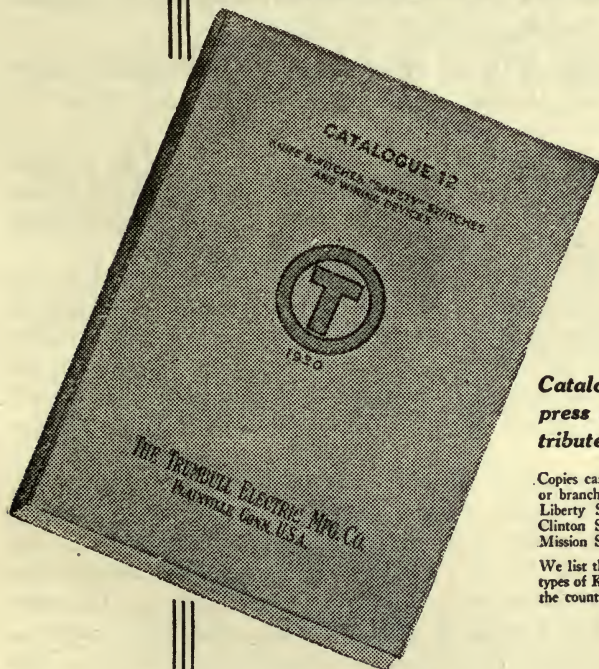 CATALOGUE 12
KNIFE SWITCHES, "SAFETY" SWITCHES
AND WIRING DEVICES
T
1920
THE TRUMBULL ELECTRIC MFG. CO.
PLAINVILLE, CONN. U.S.A.
Catalo
press
tribute
Copies ca
or branch
Liberty S
Clinton S
Mission S
We list th
types of K
the count